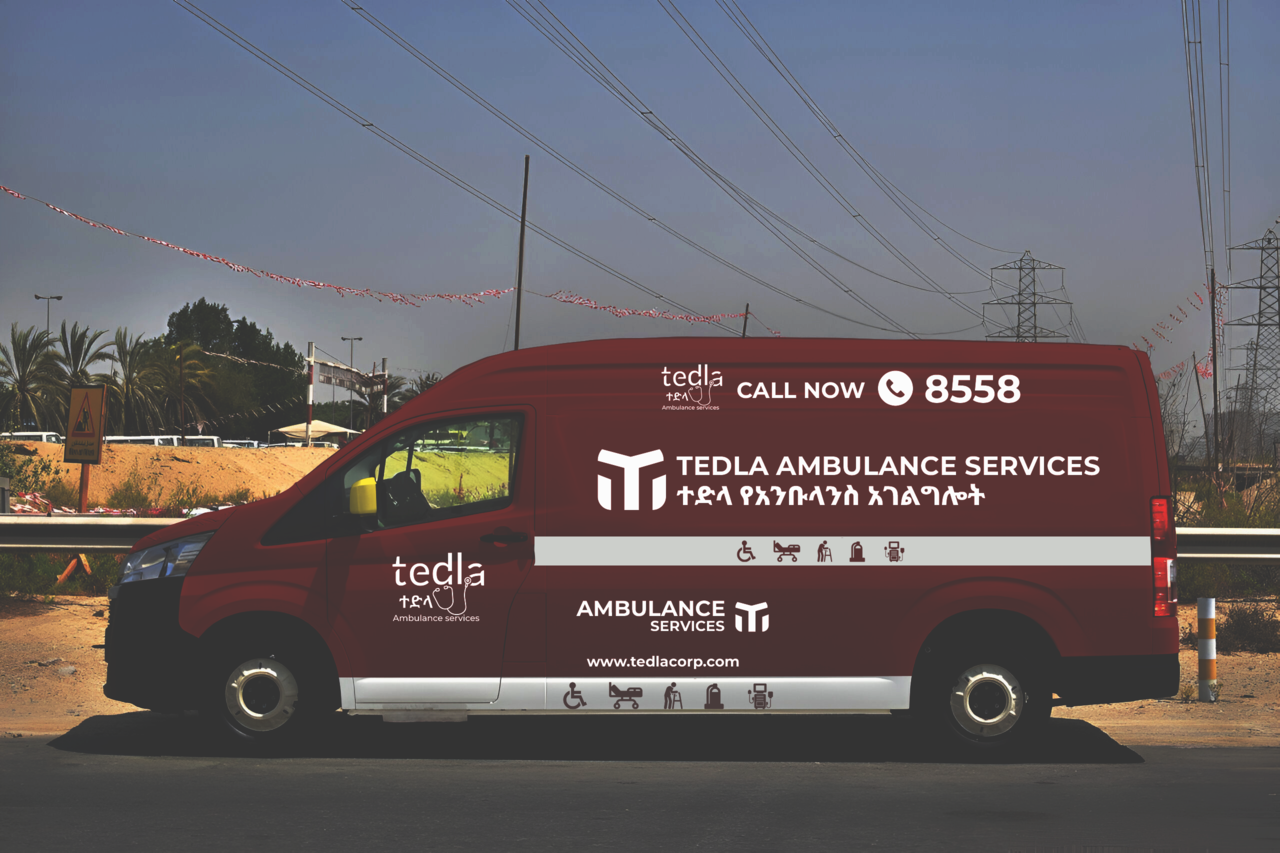 tedla
ተድላ
Ambulance services
CALL NOW 8558
TEDLA AMBULANCE SERVICES
ተድላ የአንቡላንስ አገልግሎት
tedla
ተድላ
Ambulance services
AMBULANCE
SERVICES
www.tedlacorp.com